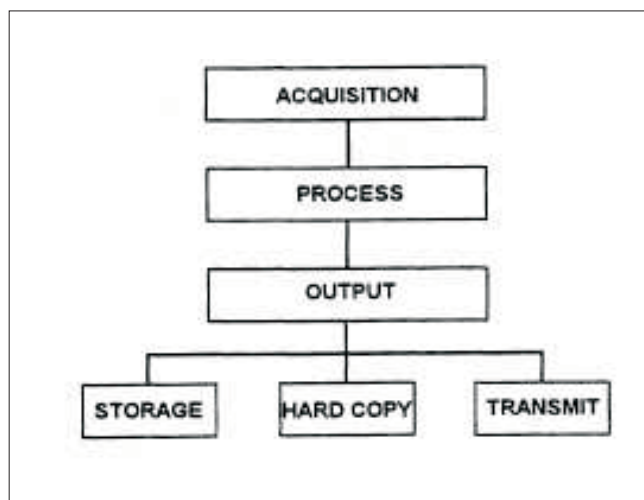 ACQUISITION
PROCESS
OUTPUT
STORAGE
HARD COPY
TRANSMIT